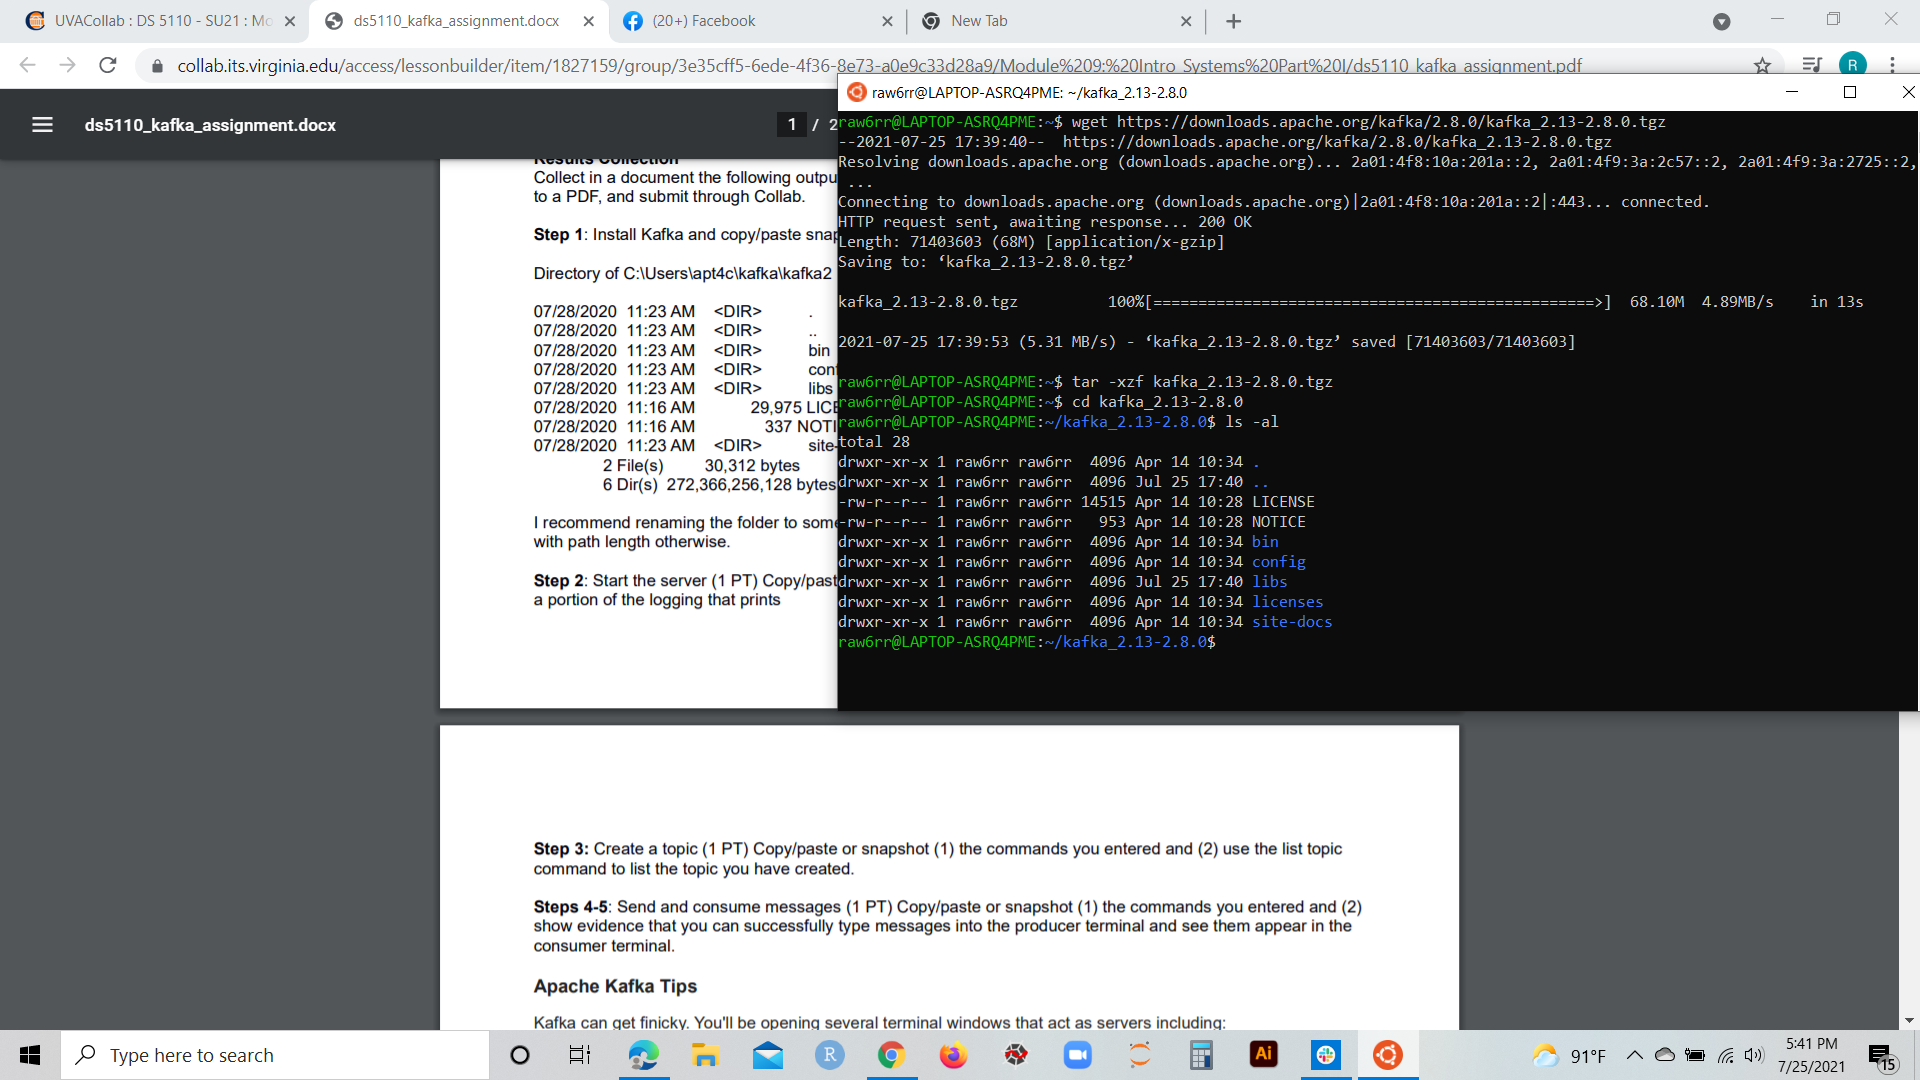 UVACollab : DS 5110 - SU21 : Mo
ds5110_kafka_assignment.docx
(20+) Facebook
New Tab
collab.its.virginia.edu/access/lessonbuilder/item/1827159/group/3e35cff5-6ede-4f36-8e73-a0e9c33d28a9/Module%209:%20Intro_Systems%20Part%20I/ds5110_kafka_assignment.pdf
R
ds5110_kafka_assignment.docx
1 / 2
Results Collection
Collect in a document the following outpu
to a PDF, and submit through Collab.
Step 1: Install Kafka and copy/paste snap
Directory of C:\Users\apt4c\kafka\kafka2
07/28/2020 11:23 AM <DIR> .
07/28/2020 11:23 AM <DIR> ..
07/28/2020 11:23 AM <DIR> bin
07/28/2020 11:23 AM <DIR> conf
07/28/2020 11:23 AM <DIR> libs
07/28/2020 11:16 AM 29,975 LICE
07/28/2020 11:16 AM 337 NOTI
07/28/2020 11:23 AM <DIR> site-
2 File(s) 30,312 bytes
6 Dir(s) 272,366,256,128 bytes
I recommend renaming the folder to some
with path length otherwise.
Step 2: Start the server (1 PT) Copy/past
a portion of the logging that prints
raw6rr@LAPTOP-ASRQ4PME: ~/kafka_2.13-2.8.0
raw6rr@LAPTOP-ASRQ4PME:~$ wget https://downloads.apache.org/kafka/2.8.0/kafka_2.13-2.8.0.tgz
--2021-07-25 17:39:40-- https://downloads.apache.org/kafka/2.8.0/kafka_2.13-2.8.0.tgz
Resolving downloads.apache.org (downloads.apache.org)... 2a01:4f8:10a:201a::2, 2a01:4f9:3a:2c57::2, 2a01:4f9:3a:2725::2,
...
Connecting to downloads.apache.org (downloads.apache.org)|2a01:4f8:10a:201a::2|:443... connected.
HTTP request sent, awaiting response... 200 OK
Length: 71403603 (68M) [application/x-gzip]
Saving to: ‘kafka_2.13-2.8.0.tgz’
kafka_2.13-2.8.0.tgz 100%[=================================================>] 68.10M 4.89MB/s in 13s
2021-07-25 17:39:53 (5.31 MB/s) - ‘kafka_2.13-2.8.0.tgz’ saved [71403603/71403603]
raw6rr@LAPTOP-ASRQ4PME:~$ tar -xzf kafka_2.13-2.8.0.tgz
raw6rr@LAPTOP-ASRQ4PME:~$ cd kafka_2.13-2.8.0
raw6rr@LAPTOP-ASRQ4PME:~/kafka_2.13-2.8.0$ ls -al
total 28
drwxr-xr-x 1 raw6rr raw6rr 4096 Apr 14 10:34 .
drwxr-xr-x 1 raw6rr raw6rr 4096 Jul 25 17:40 ..
-rw-r--r-- 1 raw6rr raw6rr 14515 Apr 14 10:28 LICENSE
-rw-r--r-- 1 raw6rr raw6rr 953 Apr 14 10:28 NOTICE
drwxr-xr-x 1 raw6rr raw6rr 4096 Apr 14 10:34 bin
drwxr-xr-x 1 raw6rr raw6rr 4096 Apr 14 10:34 config
drwxr-xr-x 1 raw6rr raw6rr 4096 Jul 25 17:40 libs
drwxr-xr-x 1 raw6rr raw6rr 4096 Apr 14 10:34 licenses
drwxr-xr-x 1 raw6rr raw6rr 4096 Apr 14 10:34 site-docs
raw6rr@LAPTOP-ASRQ4PME:~/kafka_2.13-2.8.0$
Step 3: Create a topic (1 PT) Copy/paste or snapshot (1) the commands you entered and (2) use the list topic
command to list the topic you have created.
Steps 4-5: Send and consume messages (1 PT) Copy/paste or snapshot (1) the commands you entered and (2)
show evidence that you can successfully type messages into the producer terminal and see them appear in the
consumer terminal.
Apache Kafka Tips
Kafka can get finicky. You'll be opening several terminal windows that act as servers including:
Type here to search
R
Ai
91°F
5:41 PM
7/25/2021
15